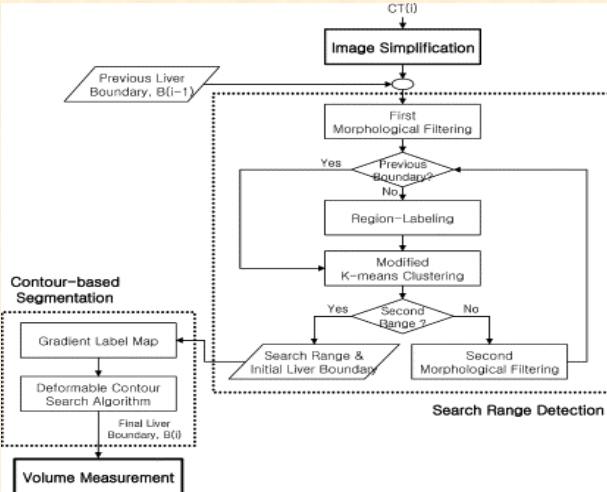 CT(i)
Image Simplification
Previous Liver
Boundary, B(i-1)
First
Morphological Filtering
Yes
Previous
Boundary?
No
Region-Labeling
Modified
K-means Clustering
Contour-based
Segmentation
Yes
Second
Range ?
No
Gradient Label Map
Search Range &
Initial Liver Boundary
Second
Morphological Filtering
Deformable Contour
Search Algorithm
Search Range Detection
Final Liver
Boundary, B(i)
Volume Measurement